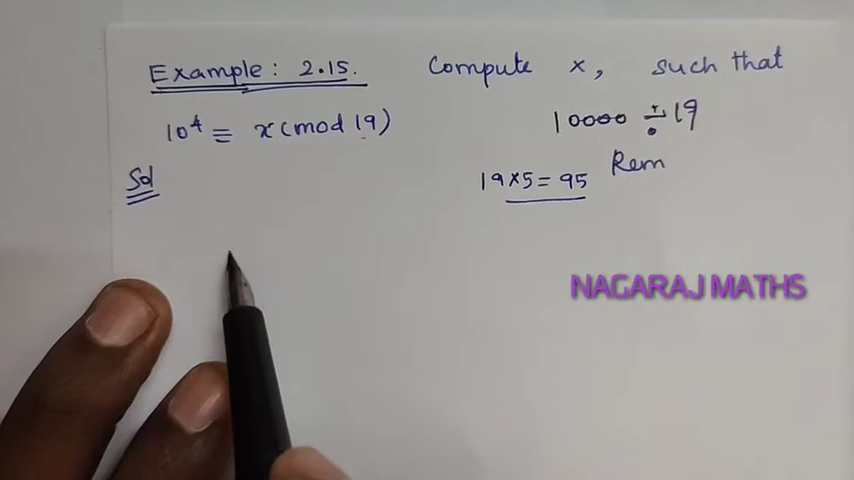 Example: 2.15. Compute x, such that
10⁴ ≡ x (mod 19) 10000 ÷ 19
Sol 19×5=95 Rem
NAGARAJ MATHS